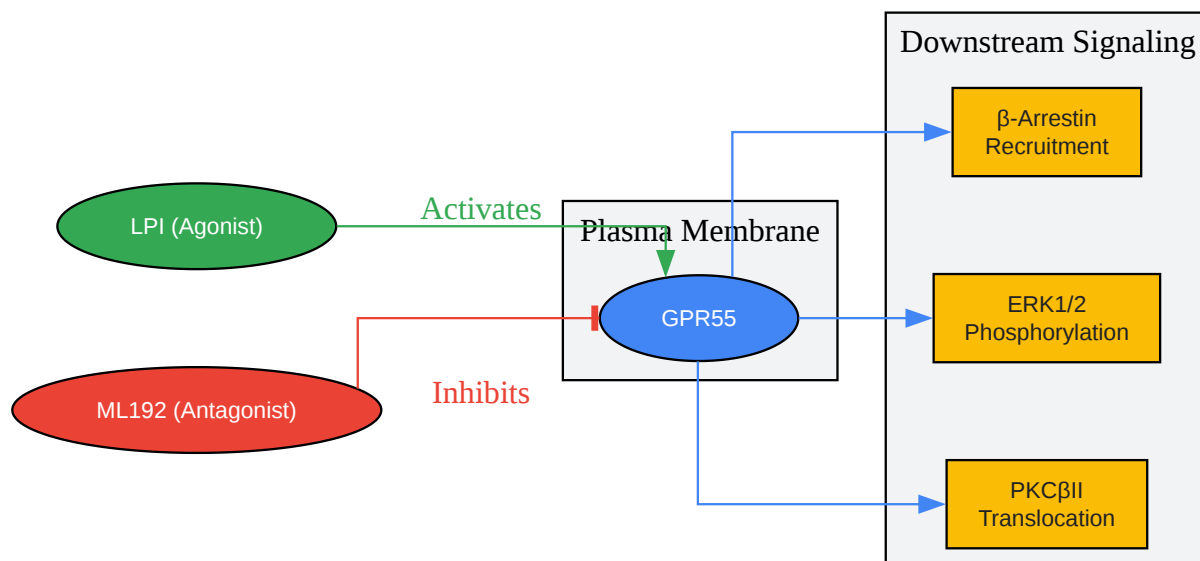 Downstream Signaling
β-Arrestin
Recruitment
LPI (Agonist)
Activates
Plasma Membrane
GPR55
ERK1/2
Phosphorylation
ML192 (Antagonist)
Inhibits
PKCβII
Translocation